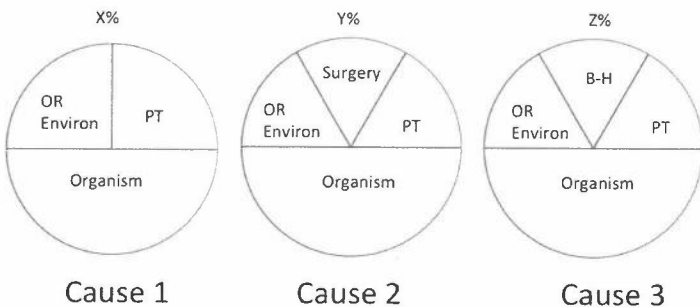 X%
Y%
Z%
OR
Environ
PT
Organism
Surgery
OR
Environ
PT
Organism
B-H
OR
Environ
PT
Organism
Cause 1
Cause 2
Cause 3